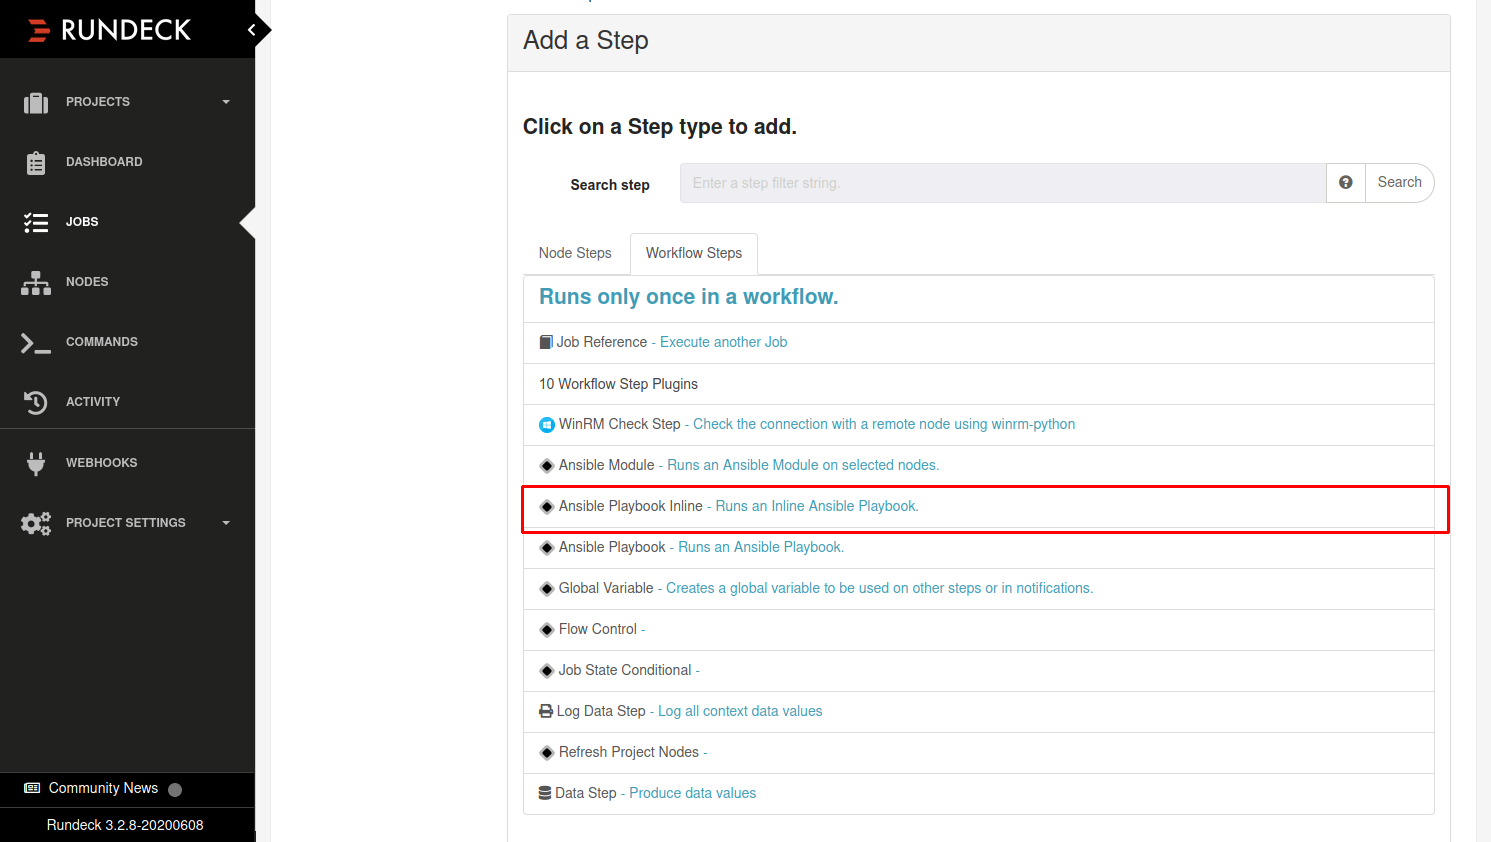 RUNDECK
PROJECTS
DASHBOARD
JOBS
NODES
COMMANDS
ACTIVITY
WEBHOOKS
PROJECT SETTINGS
Community News
Rundeck 3.2.8-20200608
Add a Step
Click on a Step type to add.
Search step
Enter a step filter string.
Search
Node Steps
Workflow Steps
Runs only once in a workflow.
Job Reference - Execute another Job
10 Workflow Step Plugins
WinRM Check Step - Check the connection with a remote node using winrm-python
Ansible Module - Runs an Ansible Module on selected nodes.
Ansible Playbook Inline - Runs an Inline Ansible Playbook.
Ansible Playbook - Runs an Ansible Playbook.
Global Variable - Creates a global variable to be used on other steps or in notifications.
Flow Control -
Job State Conditional -
Log Data Step - Log all context data values
Refresh Project Nodes -
Data Step - Produce data values